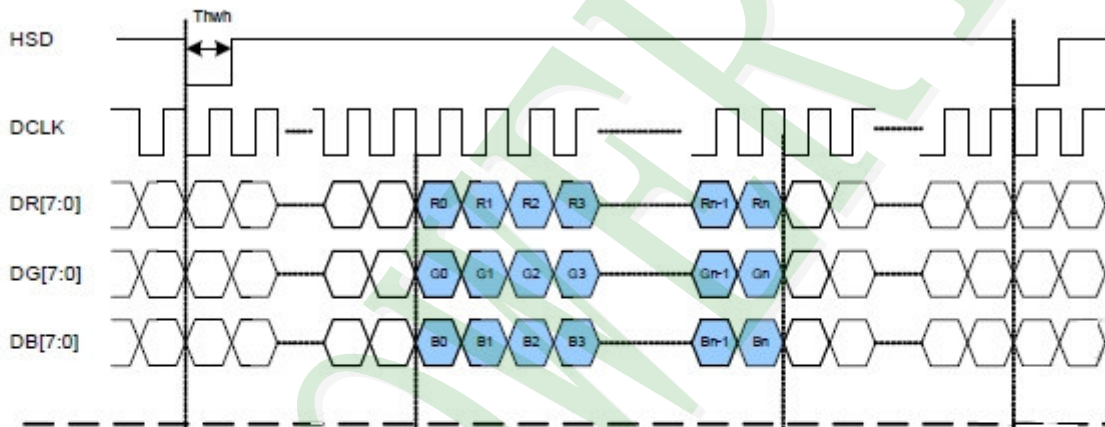 Thwh
HSD
DCLK
DR[7:0] R0 R1 R2 R3 Rn-1 Rn
DG[7:0] G0 G1 G2 G3 Gn-1 Gn
DB[7:0] B0 B1 B2 B3 Bn-1 Bn